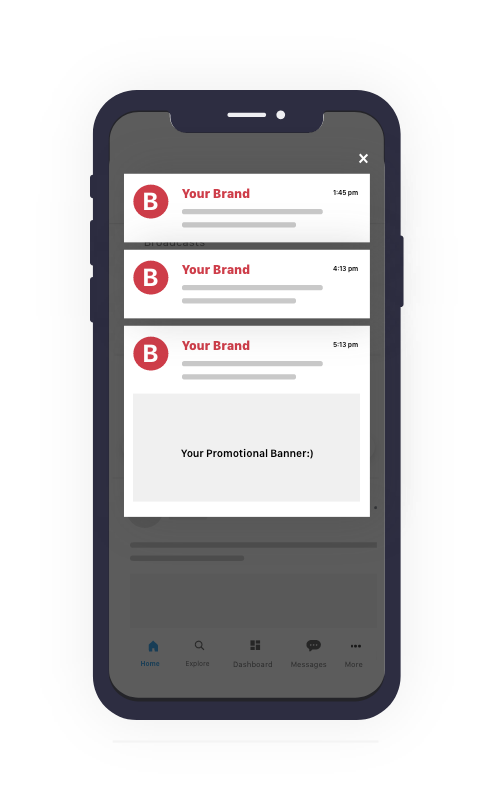 ×
B Your Brand 1:45 pm
Broadcasts
B Your Brand 4:13 pm
B Your Brand 5:13 pm
Your Promotional Banner:)
Home Explore Dashboard Messages More